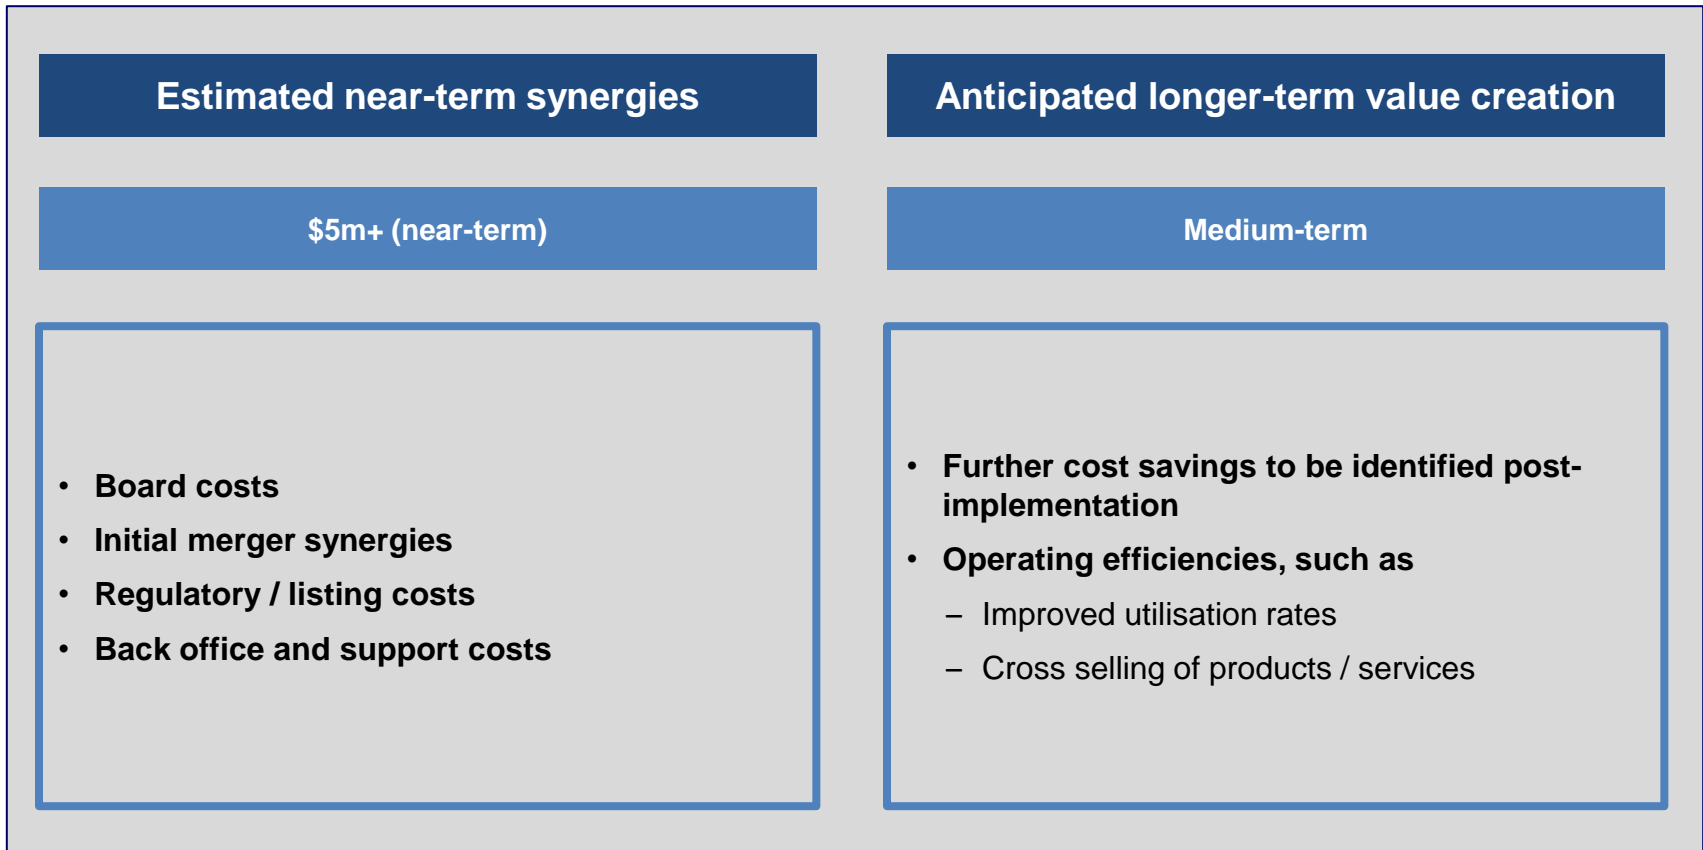 Estimated near-term synergies
$5m+ (near-term)
• Board costs
• Initial merger synergies
• Regulatory / listing costs
• Back office and support costs
Anticipated longer-term value creation
Medium-term
• Further cost savings to be identified post-
implementation
• Operating efficiencies, such as
– Improved utilisation rates
– Cross selling of products / services